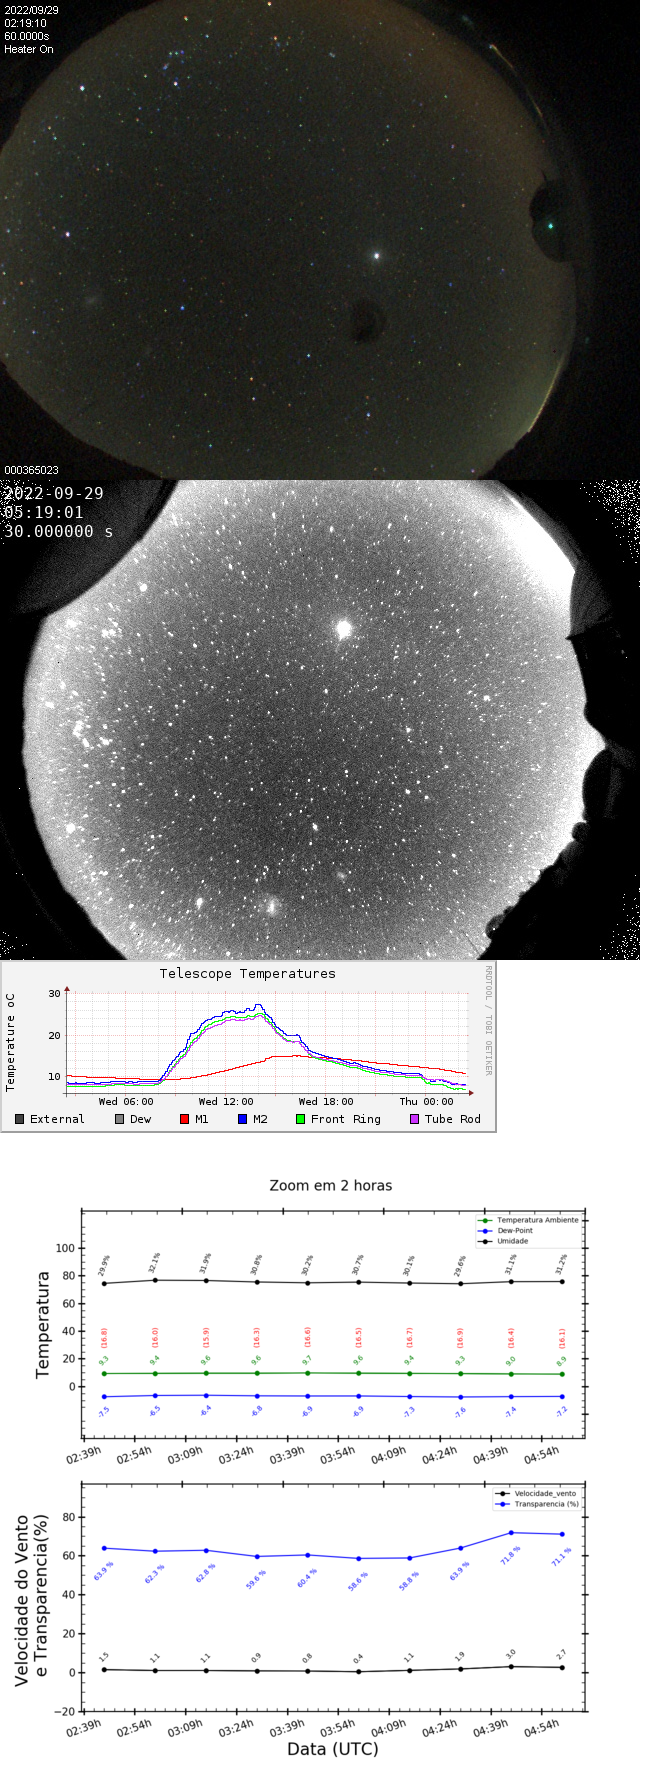 2022/09/29
02:19:10
60.0000s
Heater On
000365023
2022-09-29
05:19:01
30.000000 s
Telescope Temperatures
RRDTOOL / TOBI OETIKER
Temperature oC
30
20
10
Wed 06:00 Wed 12:00 Wed 18:00 Thu 00:00
External Dew M1 M2 Front Ring Tube Rod
Zoom em 2 horas
Temperatura Ambiente
Dew-Point
Umidade
Temperatura
100
80
60
40
20
0
29.9% 32.1% 31.9% 30.8% 30.2% 30.7% 30.1% 29.6% 31.1% 31.2%
(16.8) (16.0) (15.9) (16.3) (16.6) (16.5) (16.7) (16.9) (16.4) (16.1)
9.3 9.4 9.6 9.6 9.7 9.6 9.4 9.3 9.0 8.9
-7.5 -6.5 -6.4 -6.8 -6.9 -6.9 -7.3 -7.6 -7.4 -7.2
02:39h 02:54h 03:09h 03:24h 03:39h 03:54h 04:09h 04:24h 04:39h 04:54h
Velocidade_vento
Transparencia (%)
Velocidade do Vento
e Transparencia(%)
80
60
40
20
0
−20
63.9 % 62.3 % 62.8 % 59.6 % 60.4 % 58.6 % 58.8 % 63.9 % 71.8 % 71.1 %
1.5 1.1 1.1 0.9 0.8 0.4 1.1 1.9 3.0 2.7
02:39h 02:54h 03:09h 03:24h 03:39h 03:54h 04:09h 04:24h 04:39h 04:54h
Data (UTC)